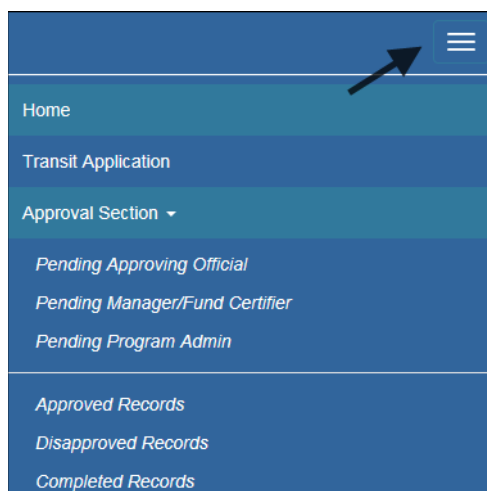 Home
Transit Application
Approval Section
Pending Approving Official
Pending Manager/Fund Certifier
Pending Program Admin
Approved Records
Disapproved Records
Completed Records